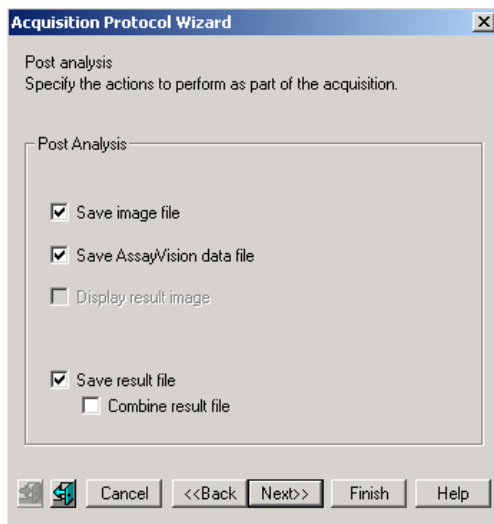 Acquisition Protocol Wizard
Post analysis
Specify the actions to perform as part of the acquisition.
Post Analysis
Save image file
Save AssayVision data file
Display result image
Save result file
Combine result file
Cancel <<Back Next>> Finish Help